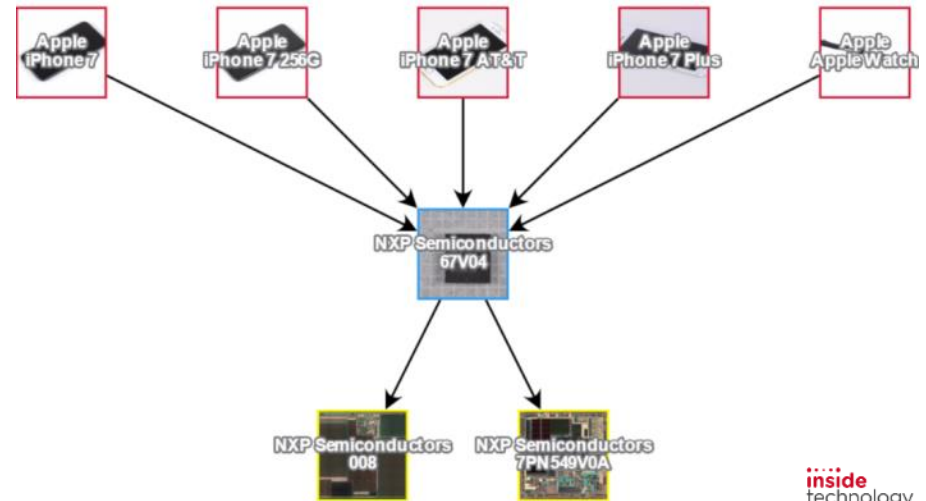 Apple
iPhone 7
Apple
iPhone 7 256G
Apple
iPhone 7 AT&T
Apple
iPhone 7 Plus
Apple
Apple Watch
NXP Semiconductors
67V04
NXP Semiconductors
008
NXP Semiconductors
7PN549V0A
inside
technology